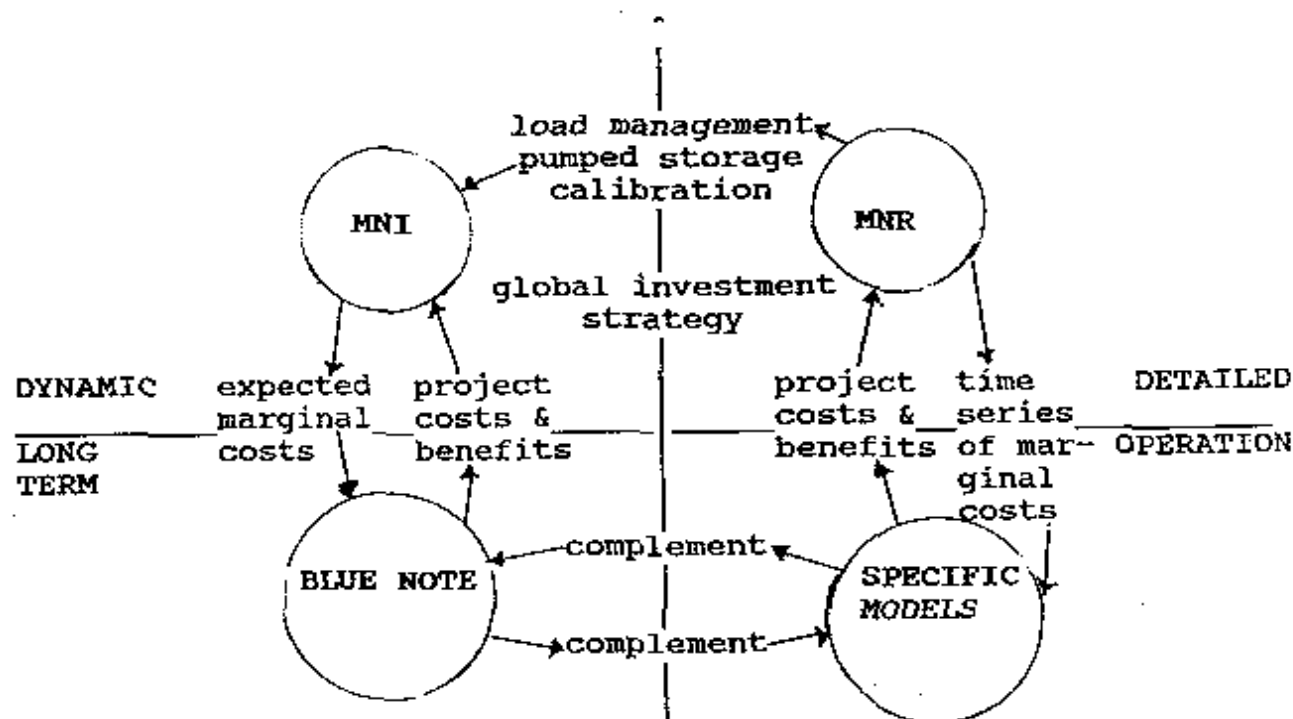 load management
pumped storage
calibration
MNI
MNR
global investment
strategy
DYNAMIC
expected
marginal
costs
project
costs &
benefits
project
costs &
benefits
time
series
of mar-
ginal
costs
DETAILED
OPERATION
LONG
TERM
complement
BLUE NOTE
SPECIFIC
MODELS
complement